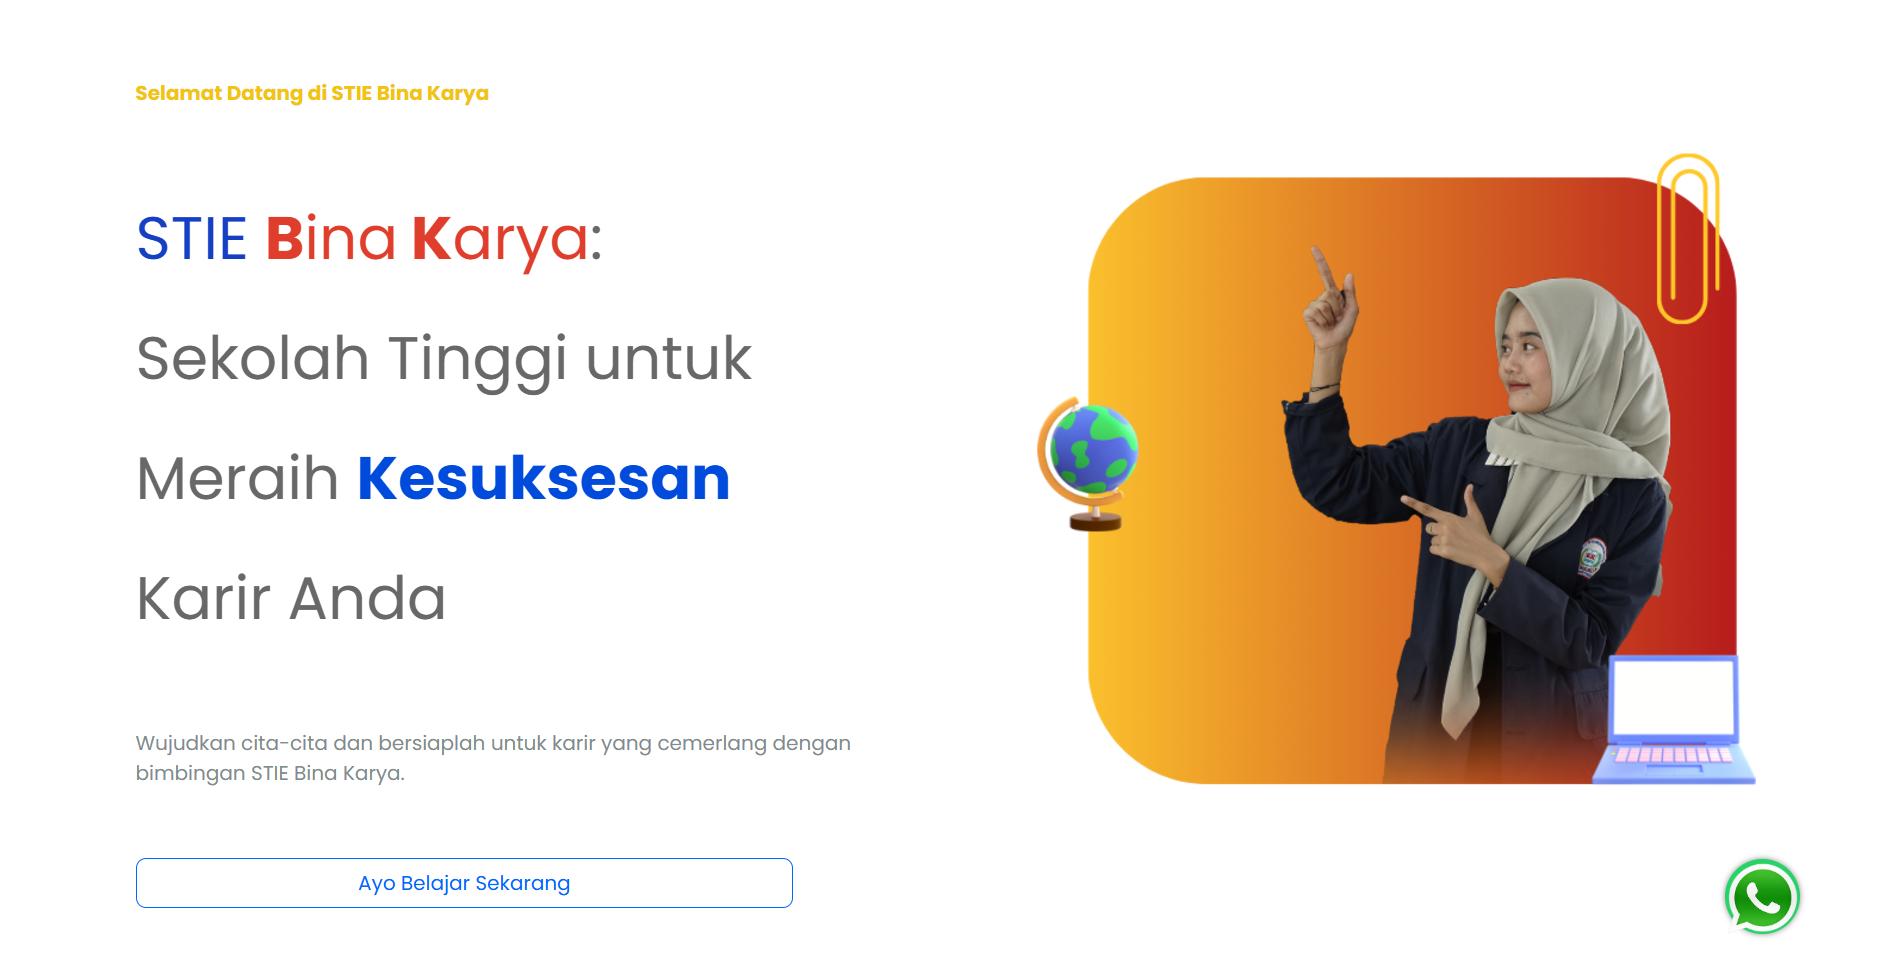 Selamat Datang di STIE Bina Karya
STIE Bina Karya:
Sekolah Tinggi untuk
Meraih Kesuksesan
Karir Anda
Wujudkan cita-cita dan bersiaplah untuk karir yang cemerlang dengan
bimbingan STIE Bina Karya.
Ayo Belajar Sekarang